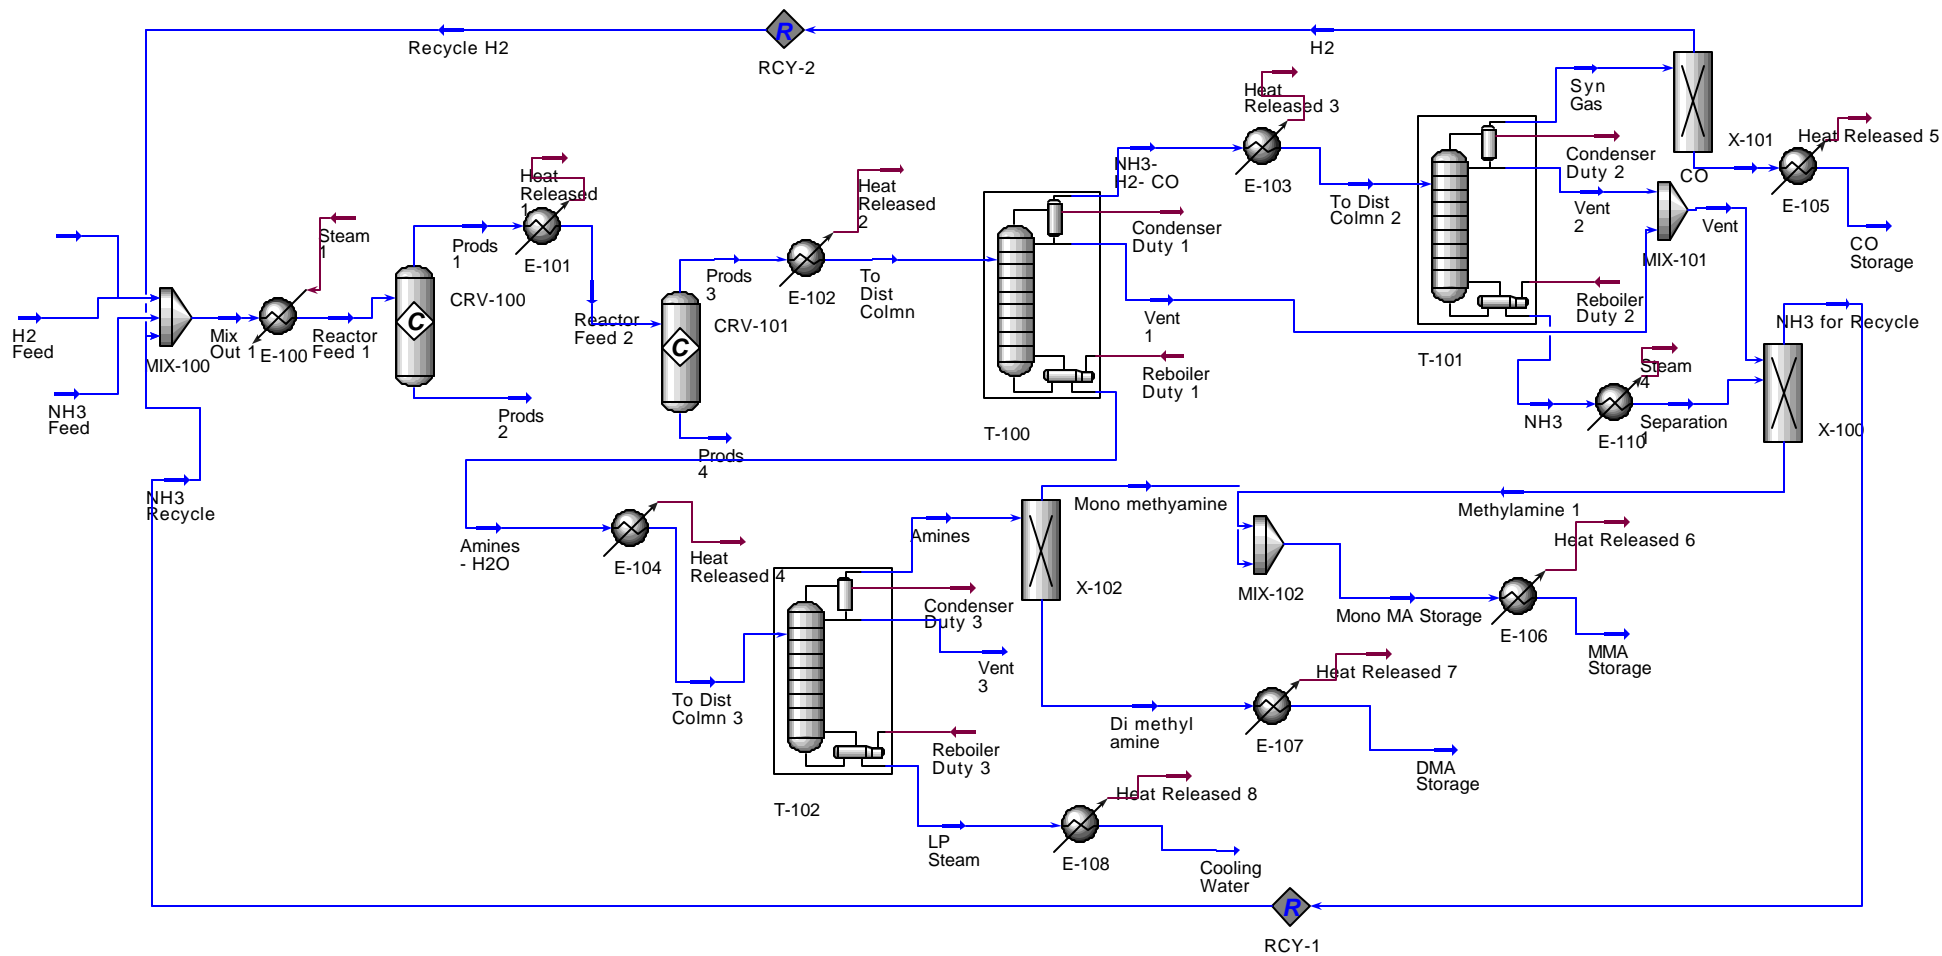 Recycle H2
RCY-2
H2
Heat
Released 3
Syn
Gas
X-101
Heat Released 5
NH3-
H2- CO
E-103
Condenser
Duty 2
CO
E-105
Heat
Released
1
Heat
Released
2
To Dist
Colmn 2
Vent
2
Vent
MIX-101
CO
Storage
Steam
1
Prods
1
E-101
Condenser
Duty 1
CRV-100
Prods
3
E-102
To
Dist
Colmn
Reboiler
Duty 2
NH3 for Recycle
H2
Feed
MIX-100
Mix
Out 1
E-100
Reactor
Feed 1
C
Reactor
Feed 2
CRV-101
C
Vent
1
T-101
Steam
4
Reboiler
Duty 1
NH3
Feed
Prods
2
T-100
NH3
E-110
Separation
1
X-100
Prods
4
NH3
Recycle
Mono methyamine
Methylamine 1
Amines
- H2O
E-104
Heat
Released 4
Amines
X-102
MIX-102
Heat Released 6
Condenser
Duty 3
Mono MA Storage
E-106
MMA
Storage
Vent
3
Heat Released 7
To Dist
Colmn 3
Di methyl
amine
E-107
Reboiler
Duty 3
DMA
Storage
T-102
Heat Released 8
LP
Steam
E-108
Cooling
Water
R
R
RCY-1